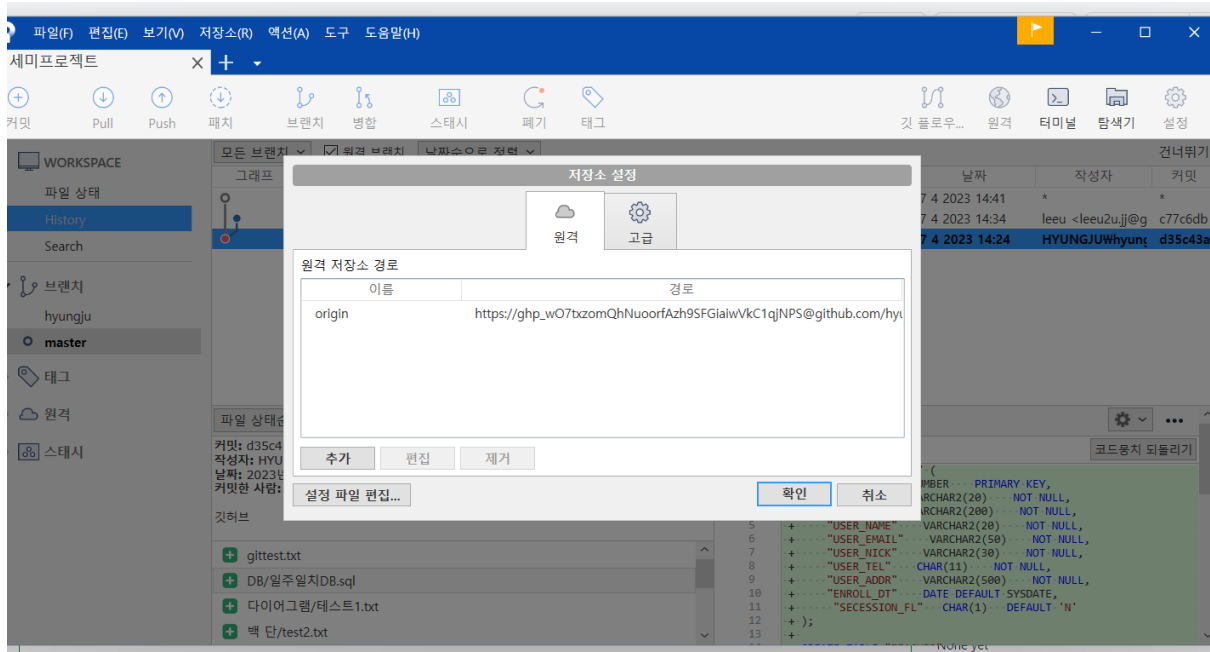 파일(F) 편집(E) 보기(V) 저장소(R) 액션(A) 도구 도움말(H)
세미프로젝트
커밋 Pull Push 패치 브랜치 병합 스태시 폐기 태그 깃 플로우... 원격 터미널 탐색기 설정
WORKSPACE
파일 상태
History
Search
브랜치
hyungju
master
태그
원격
스태시
모든 브랜치 원격 브랜치 날짜순으로 정렬 건너뛰기
그래프 날짜 작성자 커밋
7 4 2023 14:41 * *
7 4 2023 14:34 leeu <leeu2u.jj@g c77c6db
7 4 2023 14:24 HYUNGJU₩hyung d35c43a
저장소 설정
원격 고급
원격 저장소 경로
이름 경로
origin https://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@github.com/hyu
추가 편집 제거
설정 파일 편집... 확인 취소
파일 상태순
커밋: d35c4
작성자: HYU
날짜: 2023년
커밋한 사람:
깃허브
gittest.txt
DB/일주일치DB.sql
다이어그램/테스트1.txt
백 단/test2.txt
코드뭉치 되돌리기
(
MBER PRIMARY KEY,
ARCHAR2(20) NOT NULL,
ARCHAR2(200) NOT NULL,
5 + "USER_NAME" VARCHAR2(20) NOT NULL,
6 + "USER_EMAIL" VARCHAR2(50) NOT NULL,
7 + "USER_NICK" VARCHAR2(30) NOT NULL,
8 + "USER_TEL" CHAR(11) NOT NULL,
9 + "USER_ADDR" VARCHAR2(500) NOT NULL,
10 + "ENROLL_DT" DATE DEFAULT SYSDATE,
11 + "SECESSION_FL" CHAR(1) DEFAULT 'N'
12 + );
13 +
None yet